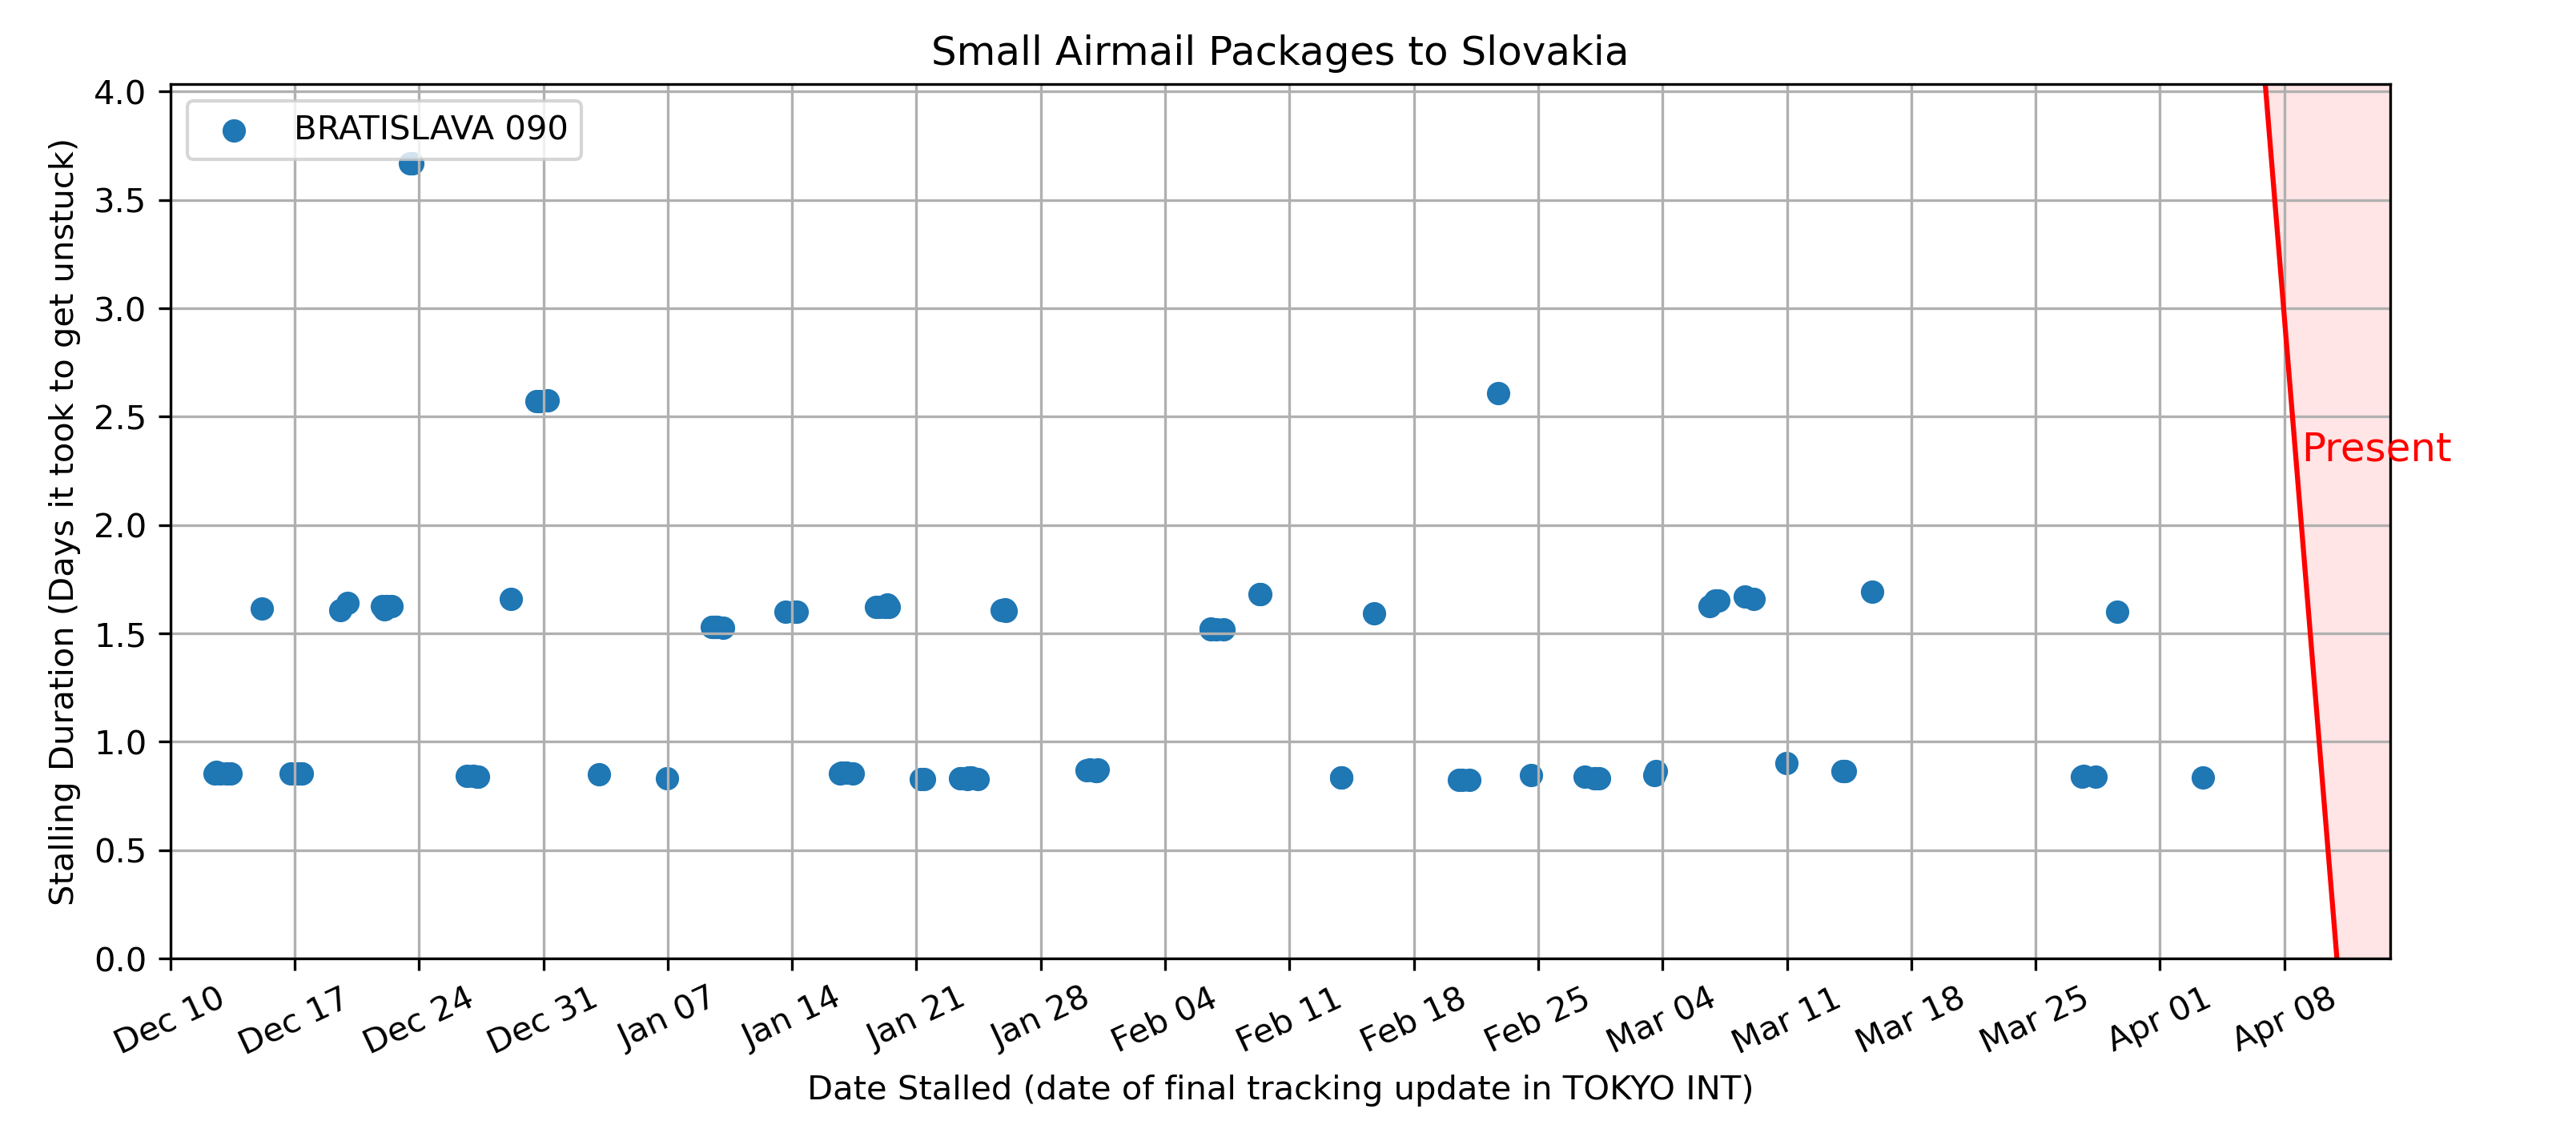 Small Airmail Packages to Slovakia
BRATISLAVA 090
Stalling Duration (Days it took to get unstuck)
4.0
3.5
3.0
2.5
2.0
1.5
1.0
0.5
0.0
Present
Dec 10 Dec 17 Dec 24 Dec 31 Jan 07 Jan 14 Jan 21 Jan 28 Feb 04 Feb 11 Feb 18 Feb 25 Mar 04 Mar 11 Mar 18 Mar 25 Apr 01 Apr 08
Date Stalled (date of final tracking update in TOKYO INT)